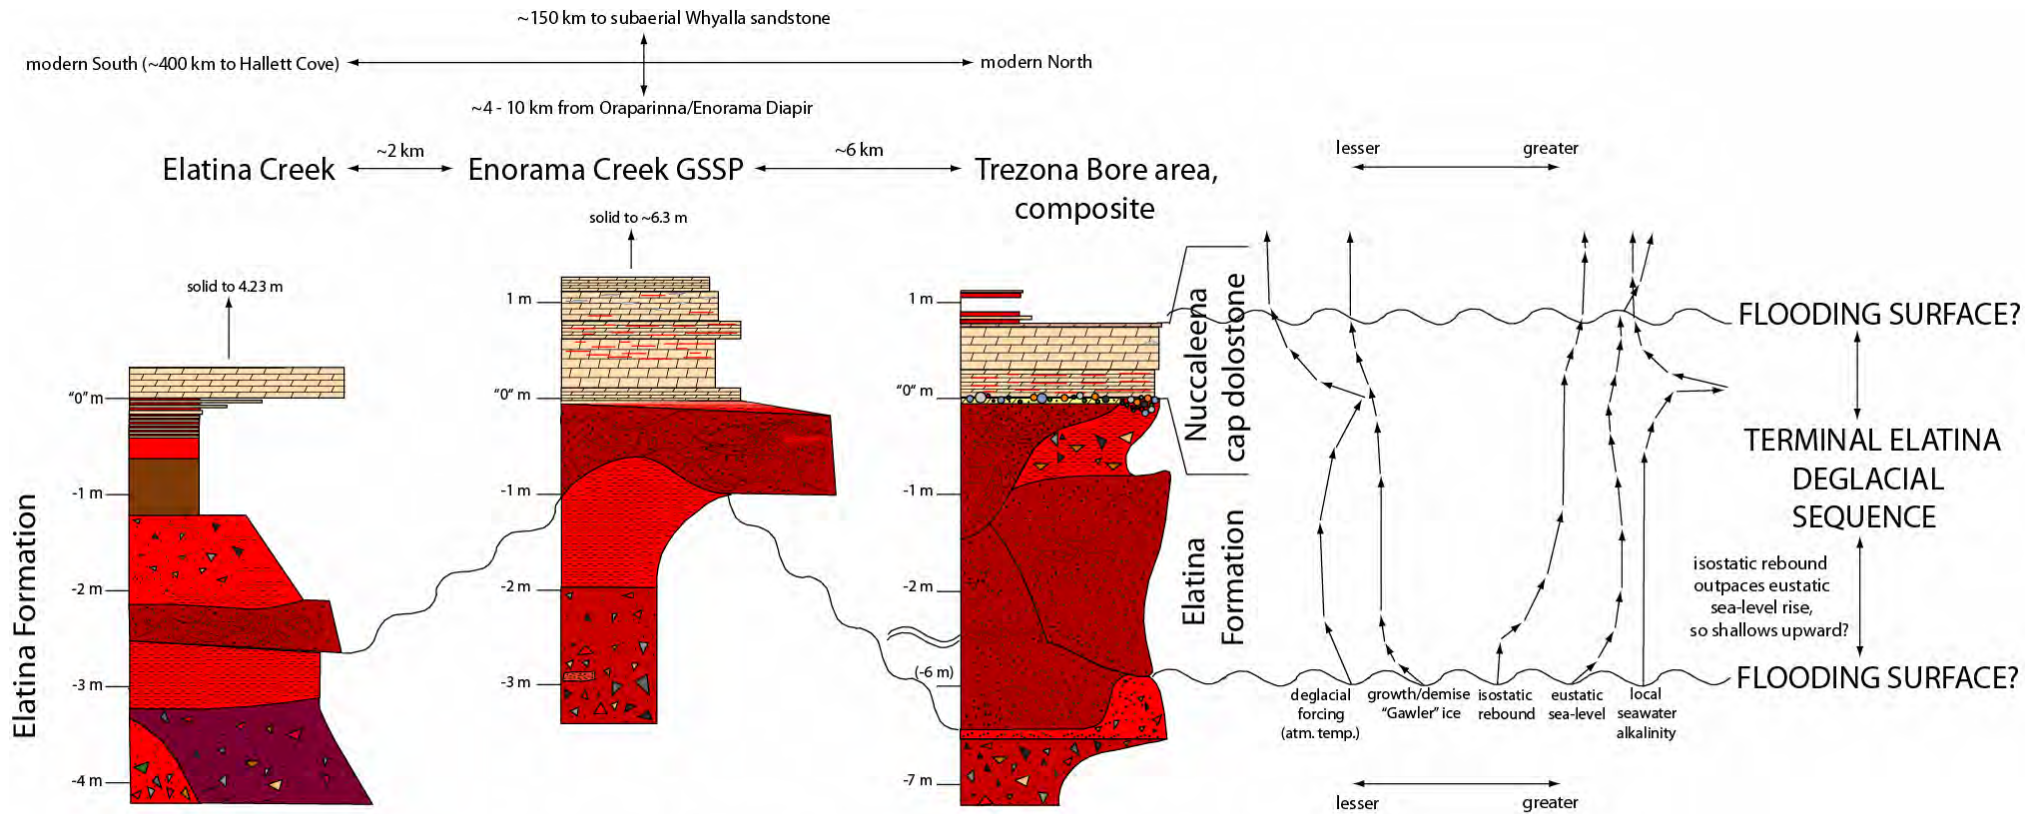 ~150 km to subaerial Whyalla sandstone
modern South (~400 km to Hallett Cove)
modern North
~4 - 10 km from Oraparinna/Enorama Diapir
Elatina Creek
~2 km
Enorama Creek GSSP
~6 km
Trezona Bore area,
composite
lesser
greater
solid to 4.23 m
solid to ~6.3 m
Elatina Formation
"0" m
-1 m
-2 m
-3 m
-4 m
1 m
"0" m
-1 m
-2 m
-3 m
1 m
"0" m
-1 m
-2 m
(-6 m)
-7 m
Nuccaleena
cap dolostone
Elatina
Formation
FLOODING SURFACE?
TERMINAL ELATINA
DEGLACIAL
SEQUENCE
isostatic rebound
outpaces eustatic
sea-level rise,
so shallows upward?
FLOODING SURFACE?
deglacial
forcing
(atm. temp.)
growth/demise
"Gawler" ice
isostatic
rebound
eustatic
sea-level
local
seawater
alkalinity
lesser
greater